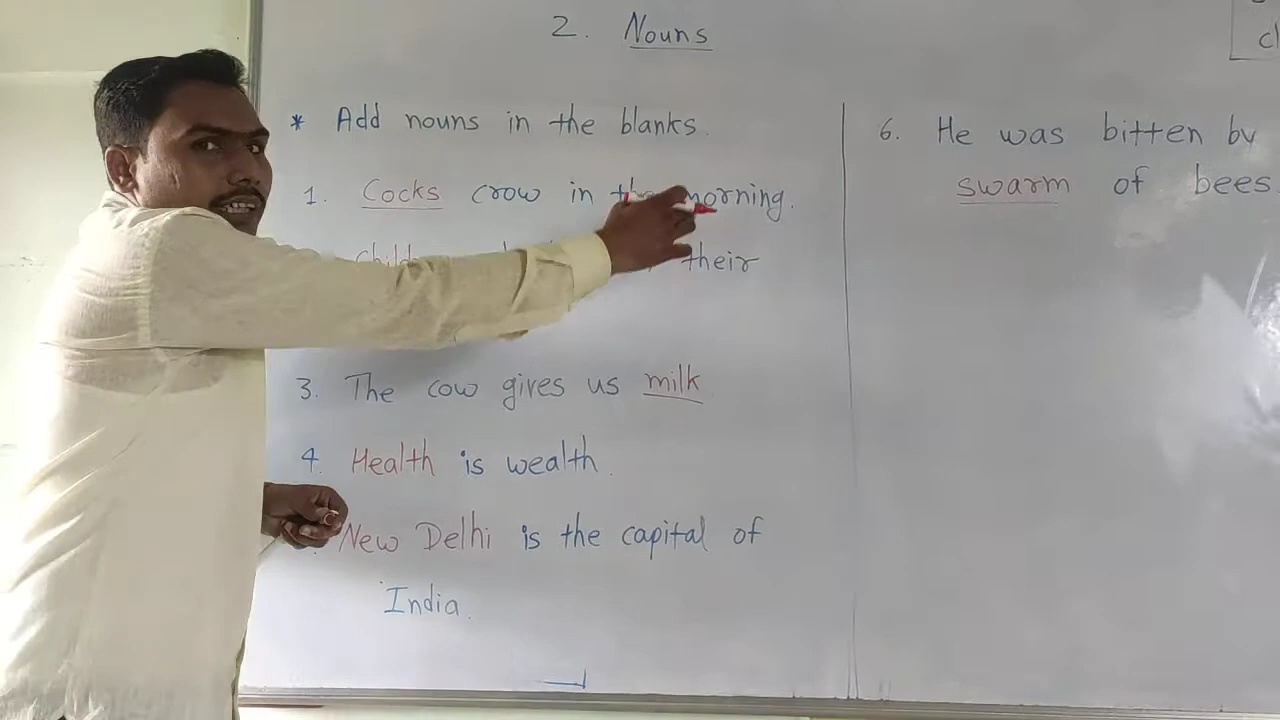 2. Nouns
* Add nouns in the blanks.
1. Cocks crow in the morning.
their
3. The cow gives us milk
4. Health is wealth.
New Delhi is the capital of
India.
6. He was bitten by
swarm of bees